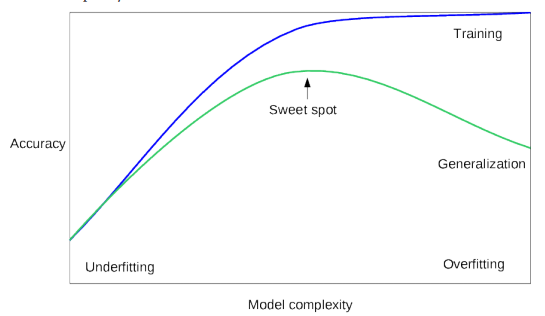 Training
Sweet spot
Accuracy
Generalization
Underfitting
Overfitting
Model complexity